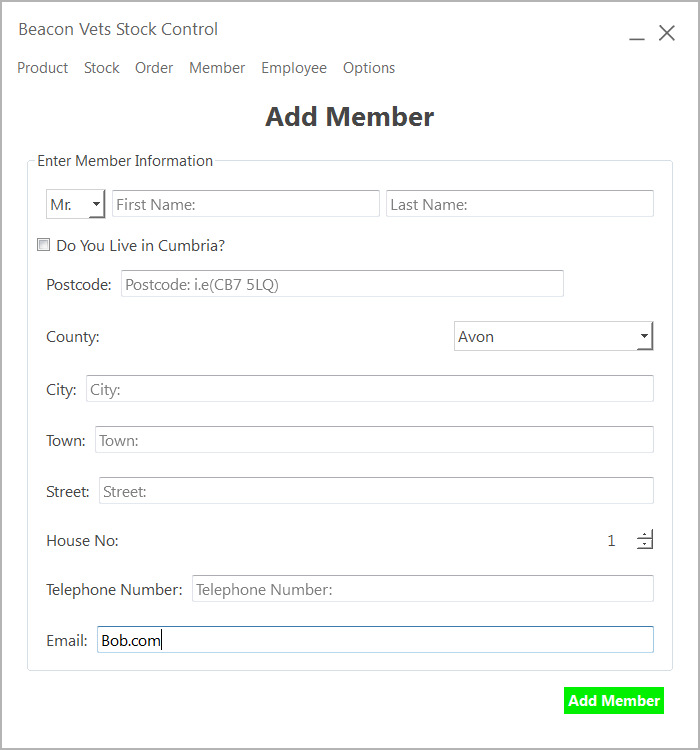 Beacon Vets Stock Control
Product Stock Order Member Employee Options
Add Member
Enter Member Information
Mr. First Name: Last Name:
Do You Live in Cumbria?
Postcode: Postcode: i.e(CB7 5LQ)
County: Avon
City: City:
Town: Town:
Street: Street:
House No: 1
Telephone Number: Telephone Number:
Email: Bob.com
Add Member